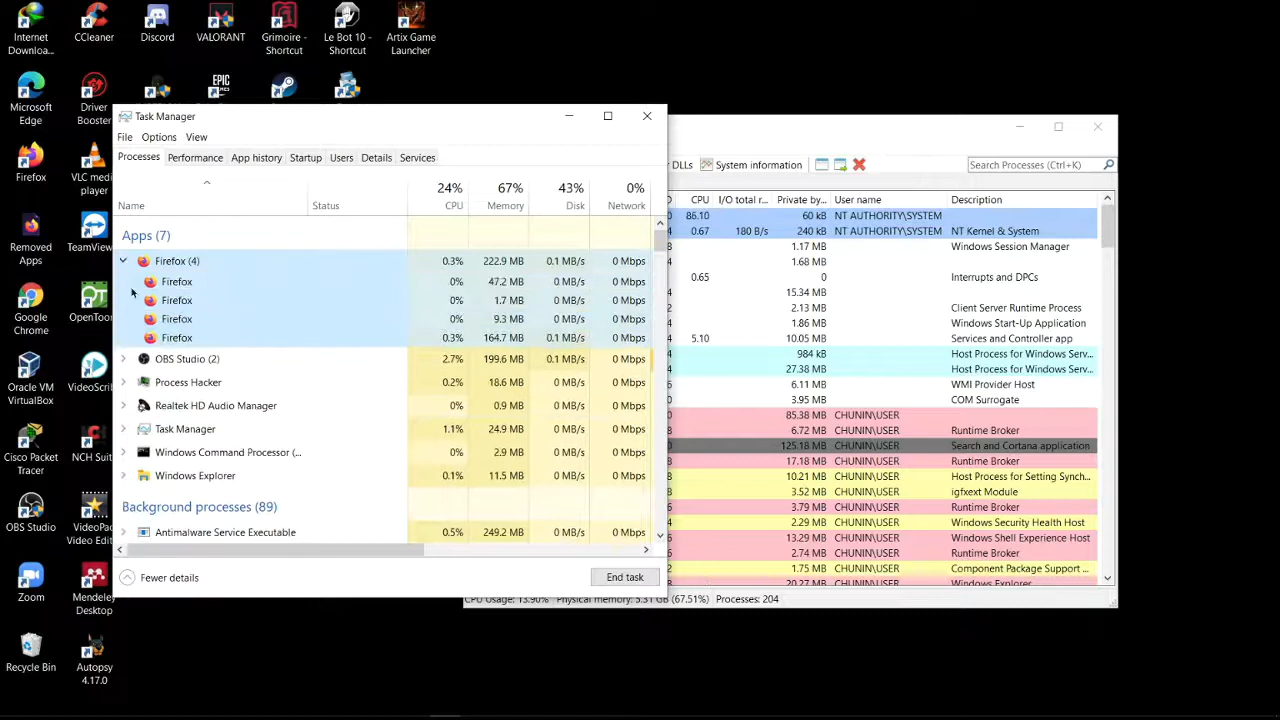 Internet Downloa...
CCleaner
Discord
VALORANT
Grimoire - Shortcut
Le Bot 10 - Shortcut
Artix Game Launcher
Microsoft Edge
Driver Booster
EPIC
Firefox
VLC media player
Removed Apps
TeamView
Google Chrome
OpenToon
Oracle VM VirtualBox
VideoScri
Cisco Packet Tracer
NCH Suit
OBS Studio
VideoPac
Video Edit
Zoom
Mendeley Desktop
Recycle Bin
Autopsy 4.17.0
Task Manager
File Options View
Processes Performance App history Startup Users Details Services
24% 67% 43% 0%
Name Status CPU Memory Disk Network
Apps (7)
Firefox (4) 0.3% 222.9 MB 0.1 MB/s 0 Mbps
Firefox 0% 47.2 MB 0 MB/s 0 Mbps
Firefox 0% 1.7 MB 0 MB/s 0 Mbps
Firefox 0% 9.3 MB 0 MB/s 0 Mbps
Firefox 0.3% 164.7 MB 0.1 MB/s 0 Mbps
OBS Studio (2) 2.7% 199.6 MB 0.1 MB/s 0 Mbps
Process Hacker 0.2% 18.6 MB 0 MB/s 0 Mbps
Realtek HD Audio Manager 0% 0.9 MB 0 MB/s 0 Mbps
Task Manager 1.1% 24.9 MB 0 MB/s 0 Mbps
Windows Command Processor (... 0% 2.9 MB 0 MB/s 0 Mbps
Windows Explorer 0.1% 11.5 MB 0 MB/s 0 Mbps
Background processes (89)
Antimalware Service Executable 0.5% 249.2 MB 0 MB/s 0 Mbps
Fewer details
End task
DLLs System information Search Processes (Ctrl+K)
CPU I/O total r... Private by... User name Description
86.10 60 kB NT AUTHORITY\SYSTEM
0.67 180 B/s 240 kB NT AUTHORITY\SYSTEM NT Kernel & System
1.17 MB Windows Session Manager
1.68 MB
0.65 0 Interrupts and DPCs
15.34 MB
2.13 MB Client Server Runtime Process
1.86 MB Windows Start-Up Application
5.10 10.05 MB Services and Controller app
984 kB Host Process for Windows Serv...
27.38 MB Host Process for Windows Serv...
6.11 MB WMI Provider Host
3.95 MB COM Surrogate
85.38 MB CHUNIN\USER
6.72 MB CHUNIN\USER Runtime Broker
125.18 MB CHUNIN\USER Search and Cortana application
17.18 MB CHUNIN\USER Runtime Broker
10.21 MB CHUNIN\USER Host Process for Setting Synch...
3.52 MB CHUNIN\USER igfxext Module
3.79 MB CHUNIN\USER Runtime Broker
2.29 MB CHUNIN\USER Windows Security Health Host
13.29 MB CHUNIN\USER Windows Shell Experience Host
2.74 MB CHUNIN\USER Runtime Broker
1.75 MB CHUNIN\USER Component Package Support ...
20.27 MB CHUNIN\USER Windows Explorer
CPU Usage: 13.90% Physical memory: 5.31 GB (67.51%) Processes: 204